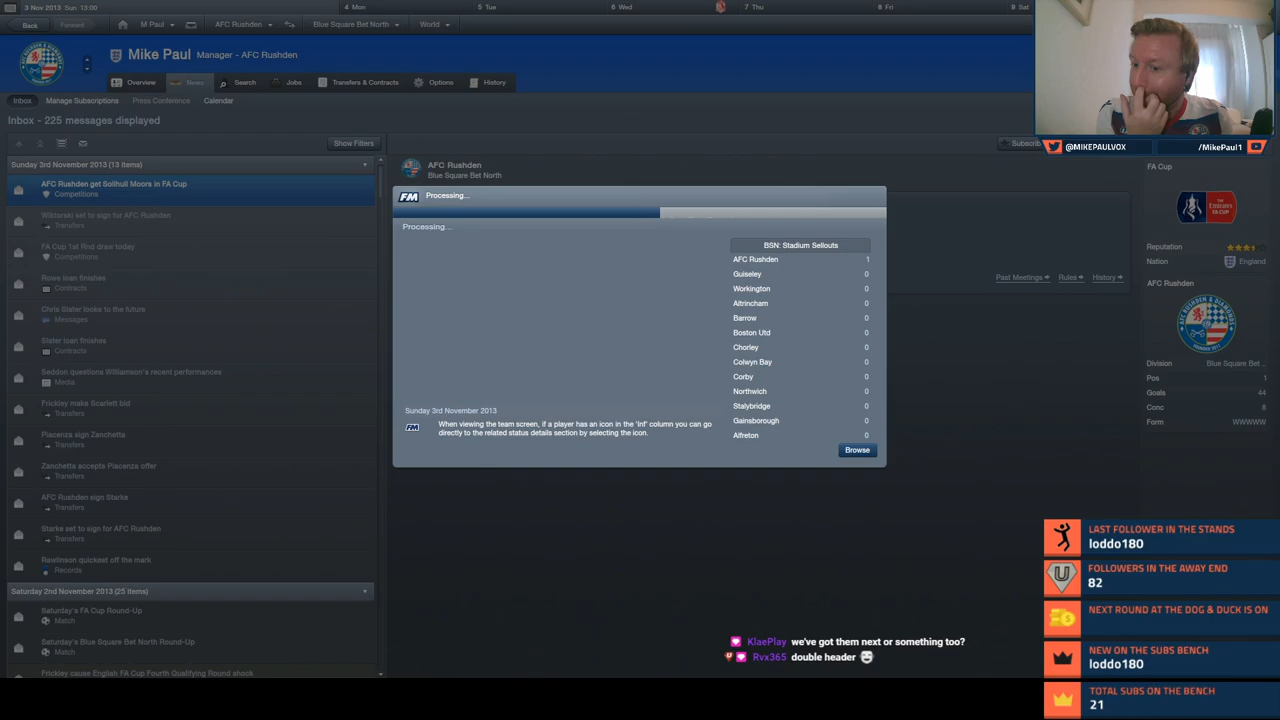 3 Nov 2013 Sun 13:00
4 Mon
5 Tue
6 Wed
7 Thu
8 Fri
9 Sat
Back
Forward
M Paul
AFC Rushden
Blue Square Bet North
World
Mike Paul
Manager - AFC Rushden
Overview
News
Search
Jobs
Transfers & Contracts
Options
History
Inbox
Manage Subscriptions
Press Conference
Calendar
Inbox - 225 messages displayed
Show Filters
Sunday 3rd November 2013 (13 items)
AFC Rushden get Solihull Moors in FA Cup
Competitions
Wiktorski set to sign for AFC Rushden
Transfers
FA Cup 1st Rnd draw today
Competitions
Rowe loan finishes
Contracts
Chris Slater looks to the future
Messages
Slater loan finishes
Contracts
Seddon questions Williamson's recent performances
Media
Frickley make Scarlett bid
Transfers
Piacenza sign Zanchetta
Transfers
Zanchetta accepts Piacenza offer
Transfers
AFC Rushden sign Starke
Transfers
Starke set to sign for AFC Rushden
Transfers
Rawlinson quickest off the mark
Records
Saturday 2nd November 2013 (25 items)
Saturday's FA Cup Round-Up
Match
Saturday's Blue Square Bet North Round-Up
Match
Frickley cause English FA Cup Fourth Qualifying Round shock
AFC Rushden
Blue Square Bet North
Subscrib
FM
Processing...
Processing...
BSN: Stadium Sellouts
AFC Rushden 1
Guiseley 0
Workington 0
Altrincham 0
Barrow 0
Boston Utd 0
Chorley 0
Colwyn Bay 0
Corby 0
Northwich 0
Stalybridge 0
Gainsborough 0
Alfreton 0
Sunday 3rd November 2013
FM
When viewing the team screen, if a player has an icon in the 'Inf' column you can go
directly to the related status details section by selecting the icon.
Browse
Past Meetings
Rules
History
@MIKEPAULVOX
/MikePaul1
FA Cup
Reputation
Nation England
AFC Rushden
Division Blue Square Bet ..
Pos 1
Goals 44
Conc 8
Form WWWWW
LAST FOLLOWER IN THE STANDS
loddo180
FOLLOWERS IN THE AWAY END
82
NEXT ROUND AT THE DOG & DUCK IS ON
NEW ON THE SUBS BENCH
loddo180
TOTAL SUBS ON THE BENCH
21
KlaePlay we've got them next or something too?
Rvx365 double header